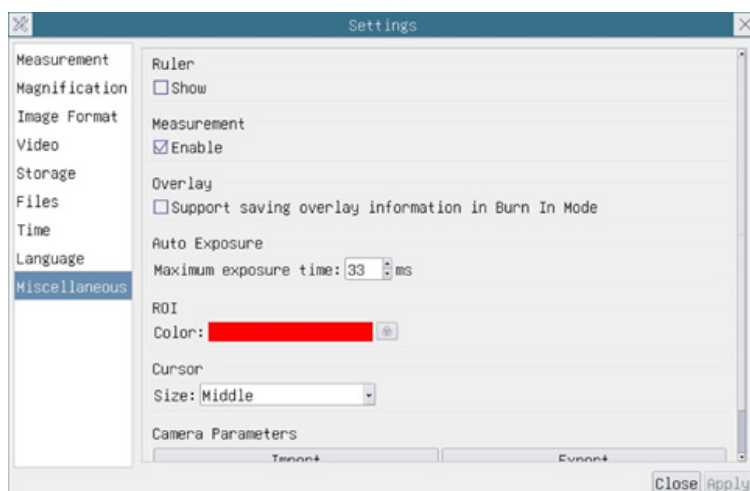 Settings
Measurement
Magnification
Image Format
Video
Storage
Files
Time
Language
Miscellaneous
Ruler
Show
Measurement
Enable
Overlay
Support saving overlay information in Burn In Mode
Auto Exposure
Maximum exposure time: 33 ms
ROI
Color:
Cursor
Size: Middle
Camera Parameters
Import Export
Close Apply